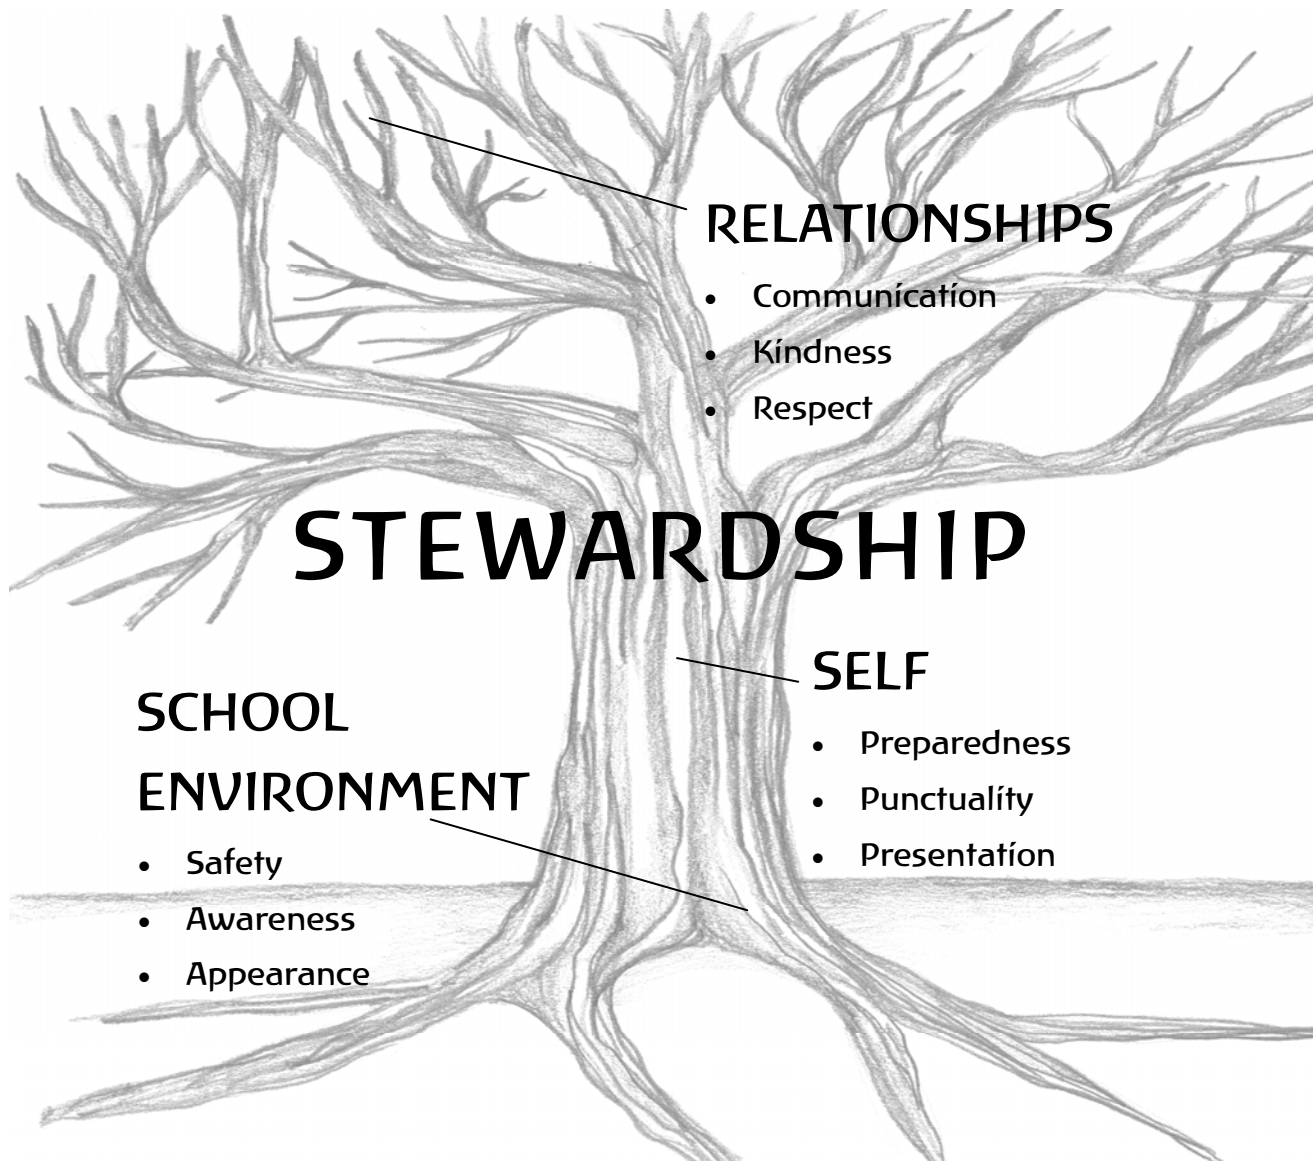 RELATIONSHIPS
• Communication
• Kindness
• Respect
STEWARDSHIP
SELF
• Preparedness
• Punctuality
• Presentation
SCHOOL
ENVIRONMENT
• Safety
• Awareness
• Appearance